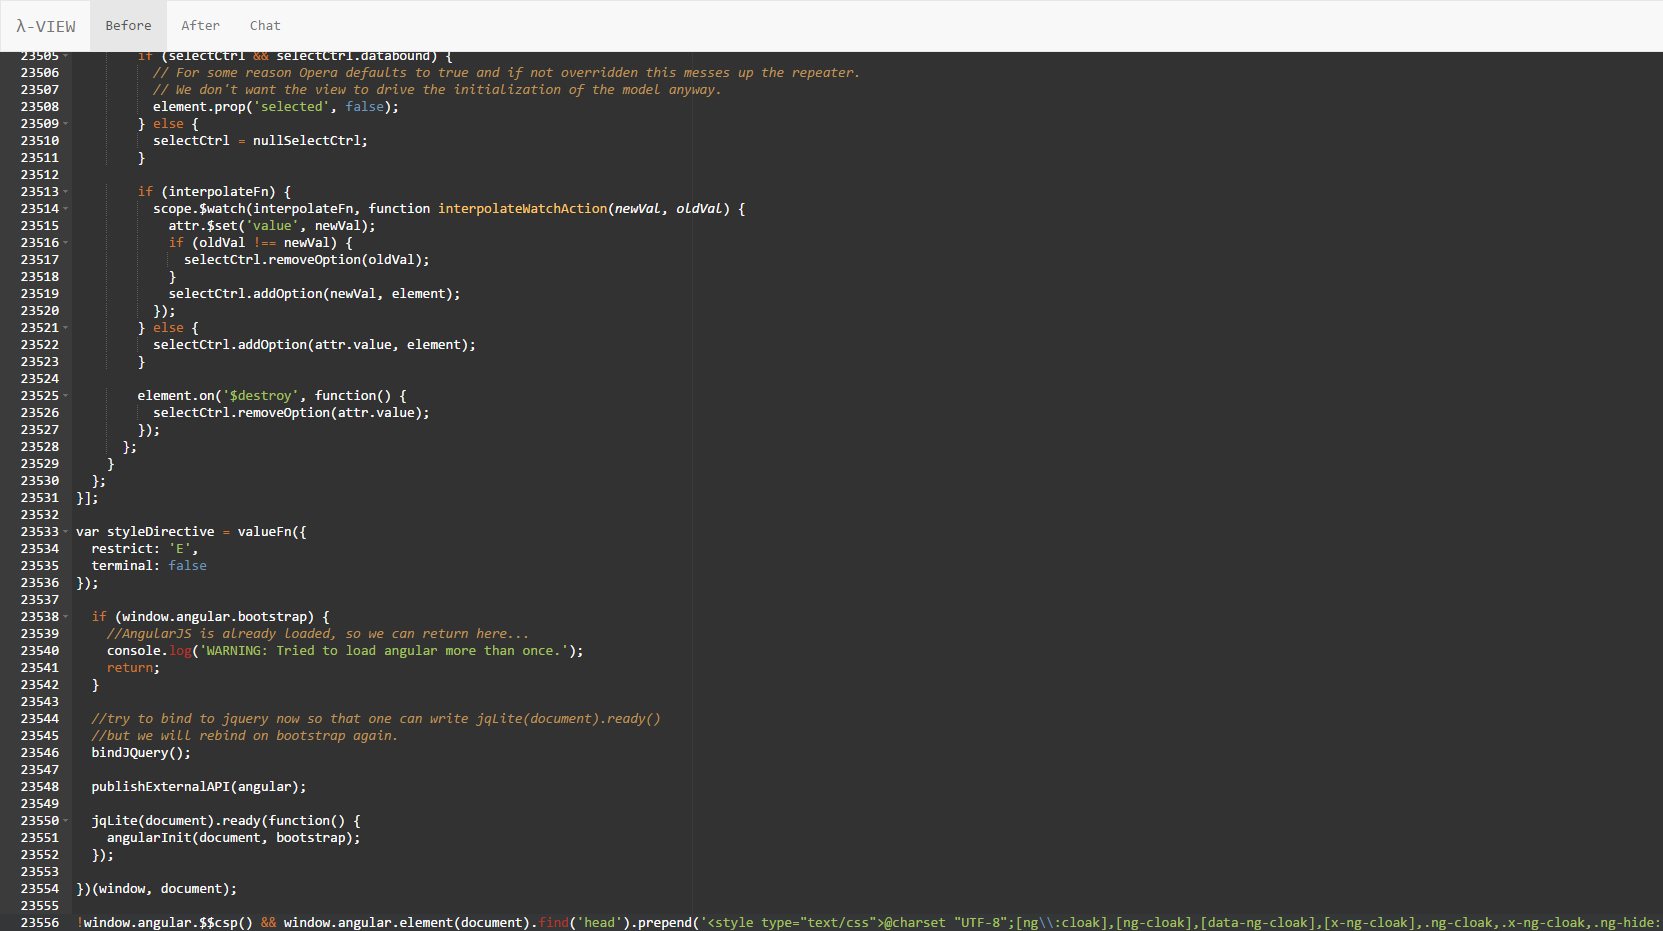 λ-VIEW Before After Chat
23505 if (selectCtrl && selectCtrl.databound) {
23506 // For some reason Opera defaults to true and if not overridden this messes up the repeater.
23507 // We don't want the view to drive the initialization of the model anyway.
23508 element.prop('selected', false);
23509 } else {
23510 selectCtrl = nullSelectCtrl;
23511 }
23512
23513 if (interpolateFn) {
23514 scope.$watch(interpolateFn, function interpolateWatchAction(newVal, oldVal) {
23515 attr.$set('value', newVal);
23516 if (oldVal !== newVal) {
23517 selectCtrl.removeOption(oldVal);
23518 }
23519 selectCtrl.addOption(newVal, element);
23520 });
23521 } else {
23522 selectCtrl.addOption(attr.value, element);
23523 }
23524
23525 element.on('$destroy', function() {
23526 selectCtrl.removeOption(attr.value);
23527 });
23528 };
23529 }
23530 };
23531 }];
23532
23533 var styleDirective = valueFn({
23534 restrict: 'E',
23535 terminal: false
23536 });
23537
23538 if (window.angular.bootstrap) {
23539 //AngularJS is already loaded, so we can return here...
23540 console.log('WARNING: Tried to load angular more than once.');
23541 return;
23542 }
23543
23544 //try to bind to jquery now so that one can write jqLite(document).ready()
23545 //but we will rebind on bootstrap again.
23546 bindJQuery();
23547
23548 publishExternalAPI(angular);
23549
23550 jqLite(document).ready(function() {
23551 angularInit(document, bootstrap);
23552 });
23553
23554 })(window, document);
23555
23556 !window.angular.$$csp() && window.angular.element(document).find('head').prepend('<style type="text/css">@charset "UTF-8";[ng\\:cloak],[ng-cloak],[data-ng-cloak],[x-ng-cloak],.ng-cloak,.x-ng-cloak,.ng-hide: